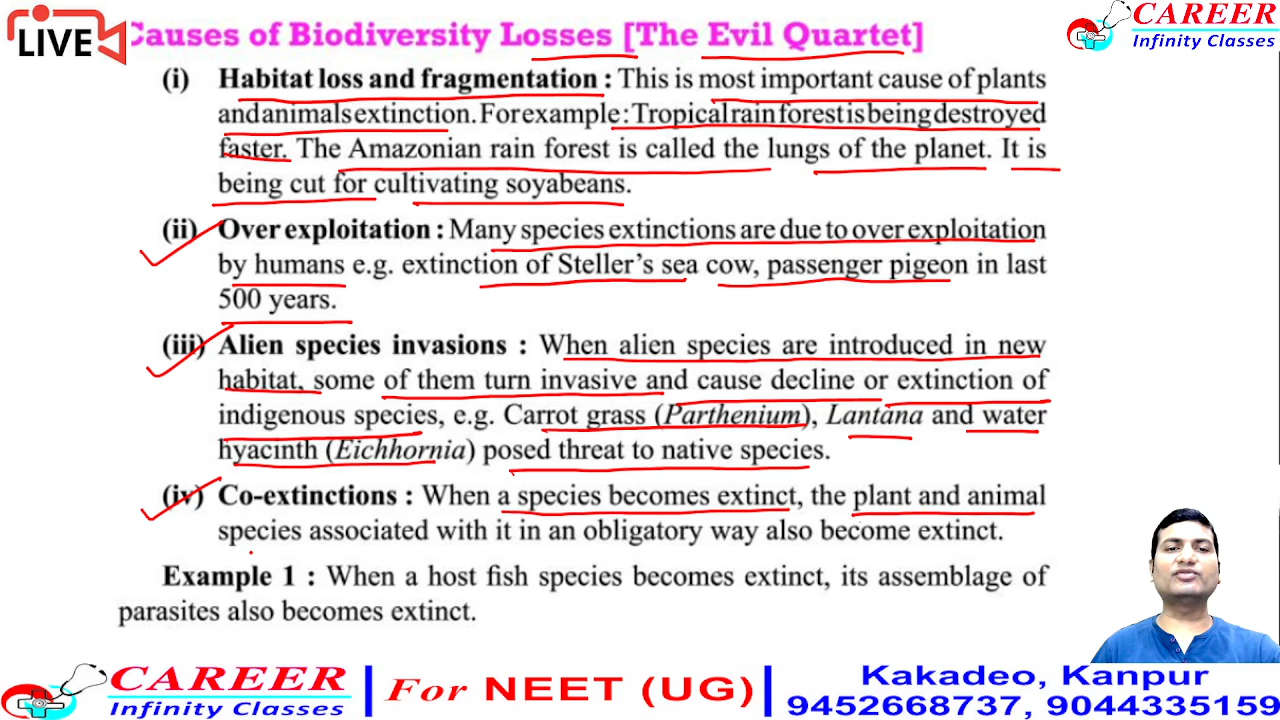 LIVE
Causes of Biodiversity Losses [The Evil Quartet]
CAREER
Infinity Classes
(i) Habitat loss and fragmentation : This is most important cause of plants
and animals extinction. For example : Tropical rain forest is being destroyed
faster. The Amazonian rain forest is called the lungs of the planet. It is
being cut for cultivating soyabeans.
(ii) Over exploitation : Many species extinctions are due to over exploitation
by humans e.g. extinction of Steller's sea cow, passenger pigeon in last
500 years.
(iii) Alien species invasions : When alien species are introduced in new
habitat, some of them turn invasive and cause decline or extinction of
indigenous species, e.g. Carrot grass (Parthenium), Lantana and water
hyacinth (Eichhornia) posed threat to native species.
(iv) Co-extinctions : When a species becomes extinct, the plant and animal
species associated with it in an obligatory way also become extinct.
Example 1 : When a host fish species becomes extinct, its assemblage of
parasites also becomes extinct.
CAREER
Infinity Classes
For NEET (UG)
Kakadeo, Kanpur
9452668737, 9044335159